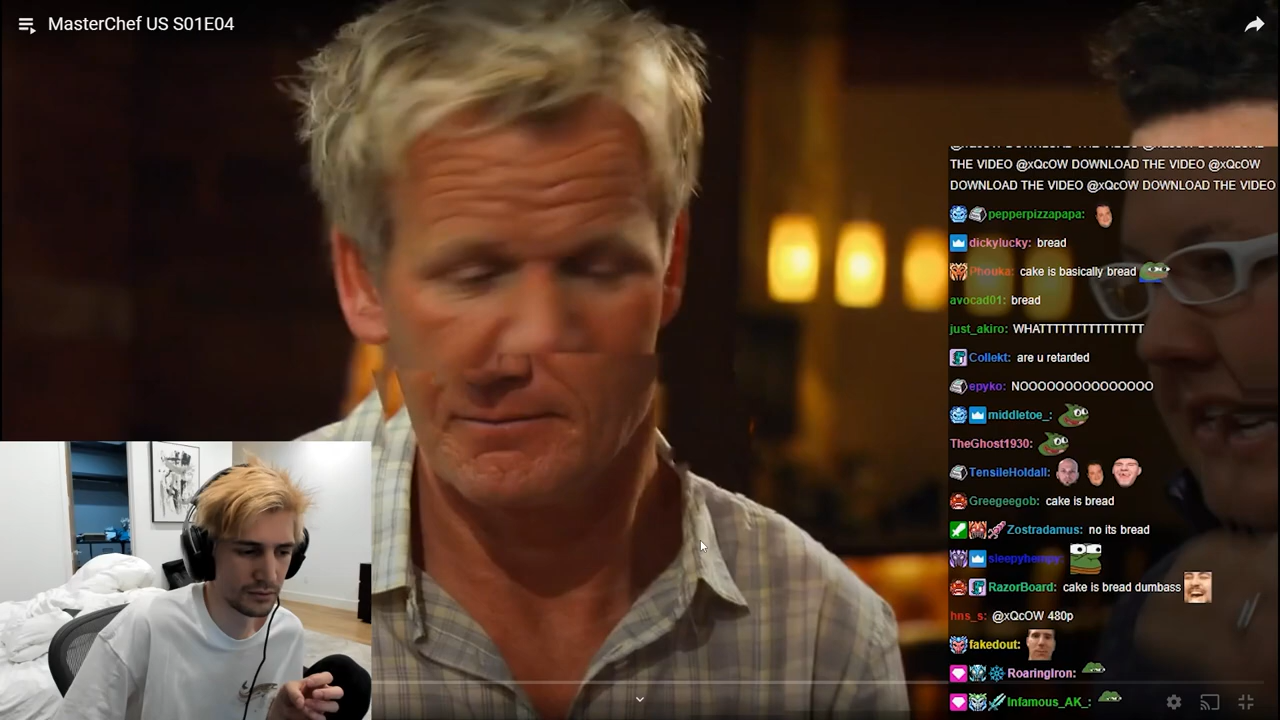 MasterChef US S01E04
THE VIDEO @xQcOW DOWNLOAD THE VIDEO @xQcOW
DOWNLOAD THE VIDEO @xQcOW DOWNLOAD THE VIDEO
pepperpizzapapa:
dickylucky: bread
Phouka: cake is basically bread
avocad01: bread
just_akiro: WHATTTTTTTTTTTTTTT
Collekt: are u retarded
epyko: NOOOOOOOOOOOOOOO
middletoe_:
TheGhost1930:
TensileHoldall:
Greegeegob: cake is bread
Zostradamus: no its bread
sleepyhempy:
RazorBoard: cake is bread dumbass
hns_s: @xQcOW 480p
fakedout:
RoaringIron:
Infamous_AK_: